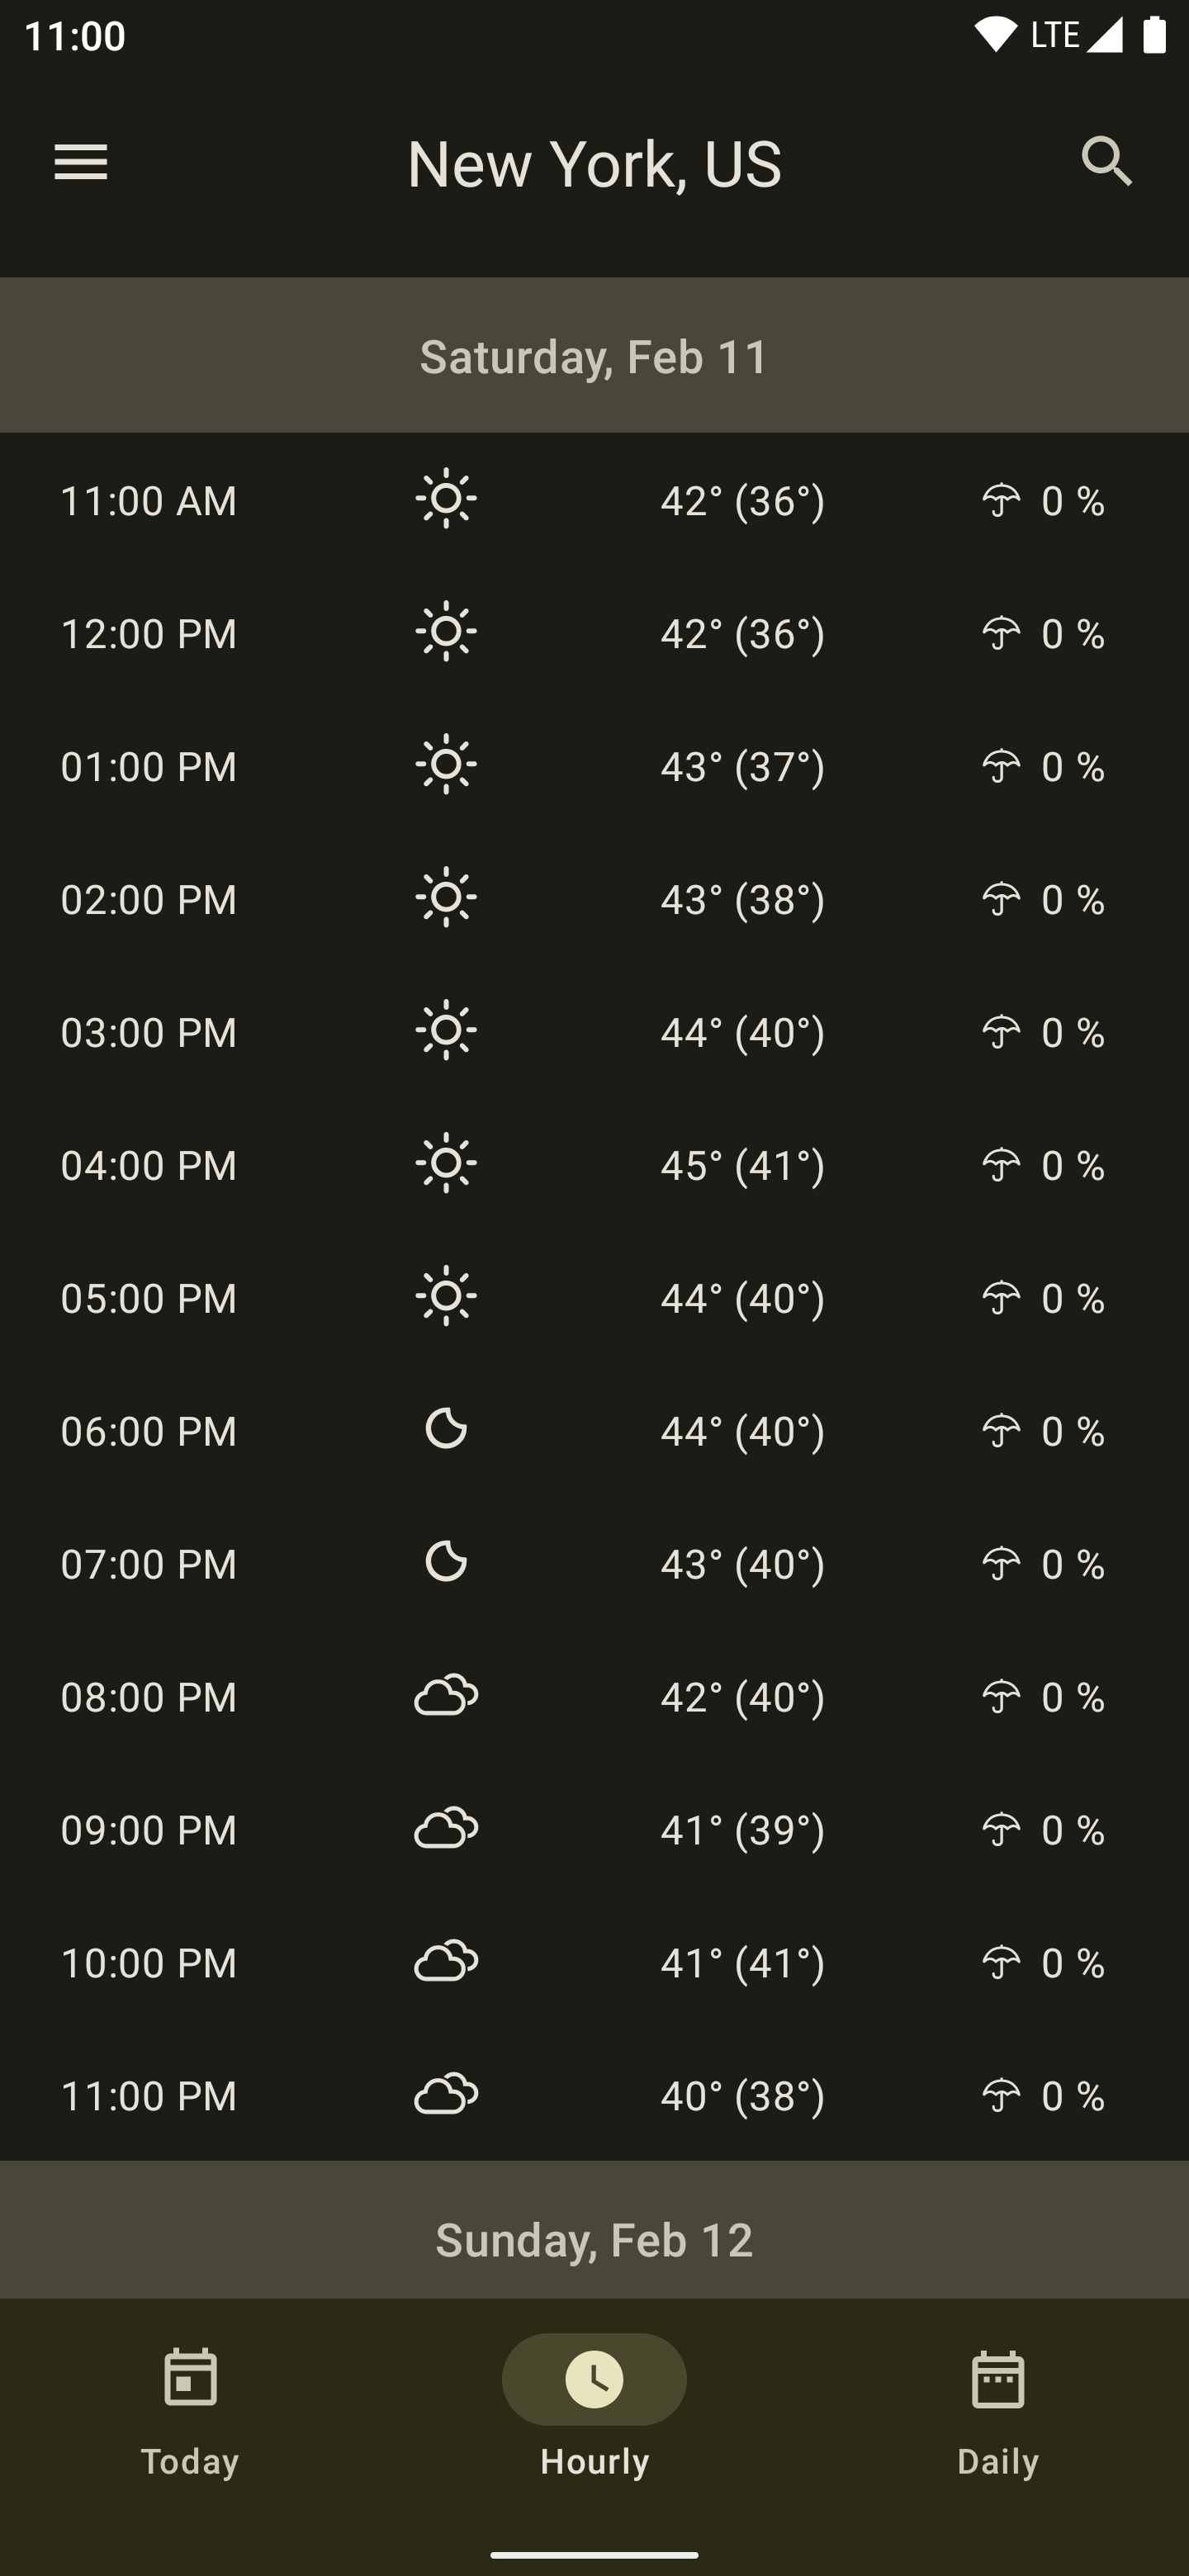 11:00 LTE
New York, US
Saturday, Feb 11
11:00 AM 42° (36°) 0 %
12:00 PM 42° (36°) 0 %
01:00 PM 43° (37°) 0 %
02:00 PM 43° (38°) 0 %
03:00 PM 44° (40°) 0 %
04:00 PM 45° (41°) 0 %
05:00 PM 44° (40°) 0 %
06:00 PM 44° (40°) 0 %
07:00 PM 43° (40°) 0 %
08:00 PM 42° (40°) 0 %
09:00 PM 41° (39°) 0 %
10:00 PM 41° (41°) 0 %
11:00 PM 40° (38°) 0 %
Sunday, Feb 12
Today Hourly Daily